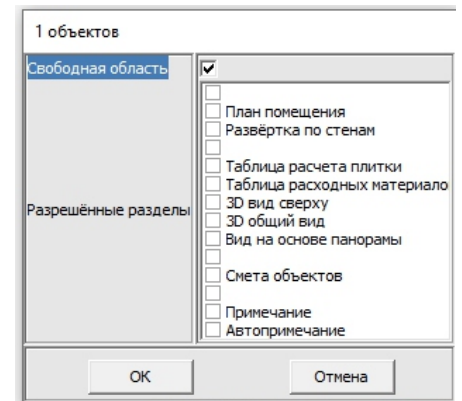 1 объектов
Свободная область
План помещения
Развёртка по стенам
Таблица расчета плитки
Таблица расходных материало
3D вид сверху
3D общий вид
Вид на основе панорамы
Разрешённые разделы
Смета объектов
Примечание
Автопримечание
OK
Отмена